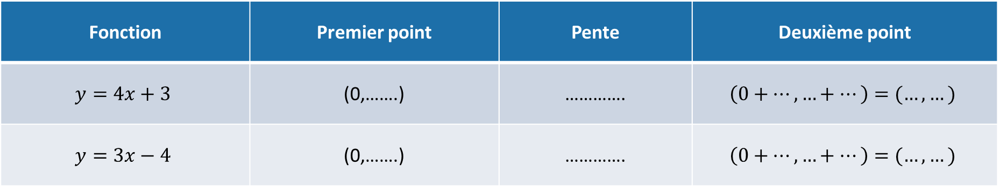 Fonction Premier point Pente Deuxième point
y = 4x + 3 (0,…….) …………. (0 + ⋯ , … + ⋯ ) = (… , … )
y = 3x − 4 (0,…….) …………. (0 + ⋯ , … + ⋯ ) = (… , … )